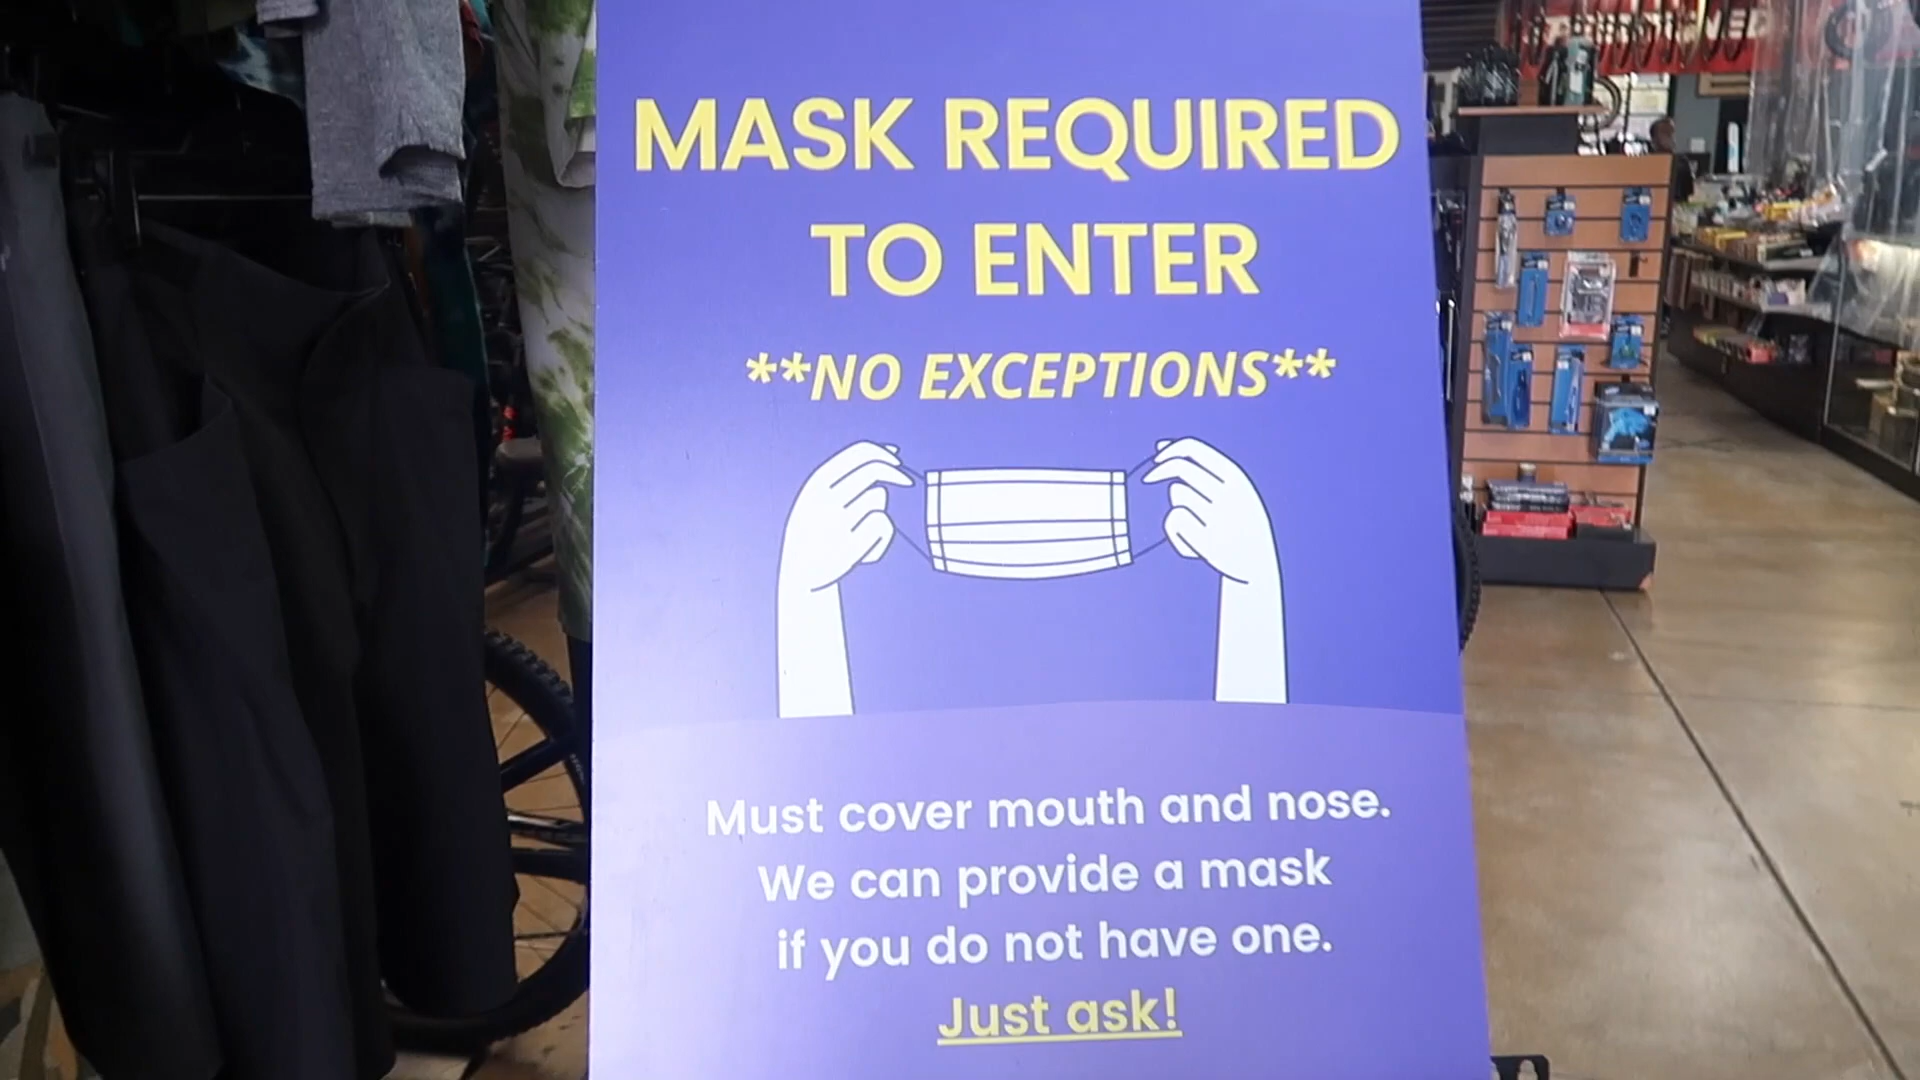 MASK REQUIRED
TO ENTER
**NO EXCEPTIONS**
Must cover mouth and nose.
We can provide a mask
if you do not have one.
Just ask!